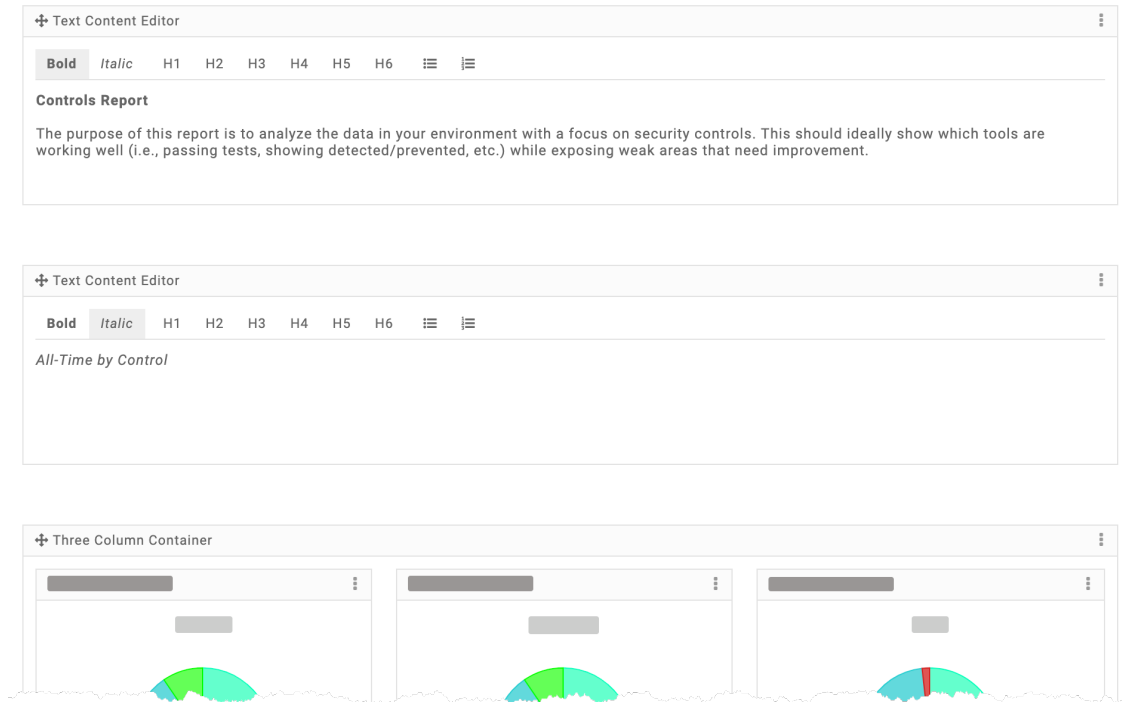 Text Content Editor
Bold Italic H1 H2 H3 H4 H5 H6
Controls Report
The purpose of this report is to analyze the data in your environment with a focus on security controls. This should ideally show which tools are
working well (i.e., passing tests, showing detected/prevented, etc.) while exposing weak areas that need improvement.
Text Content Editor
Bold Italic H1 H2 H3 H4 H5 H6
All-Time by Control
Three Column Container